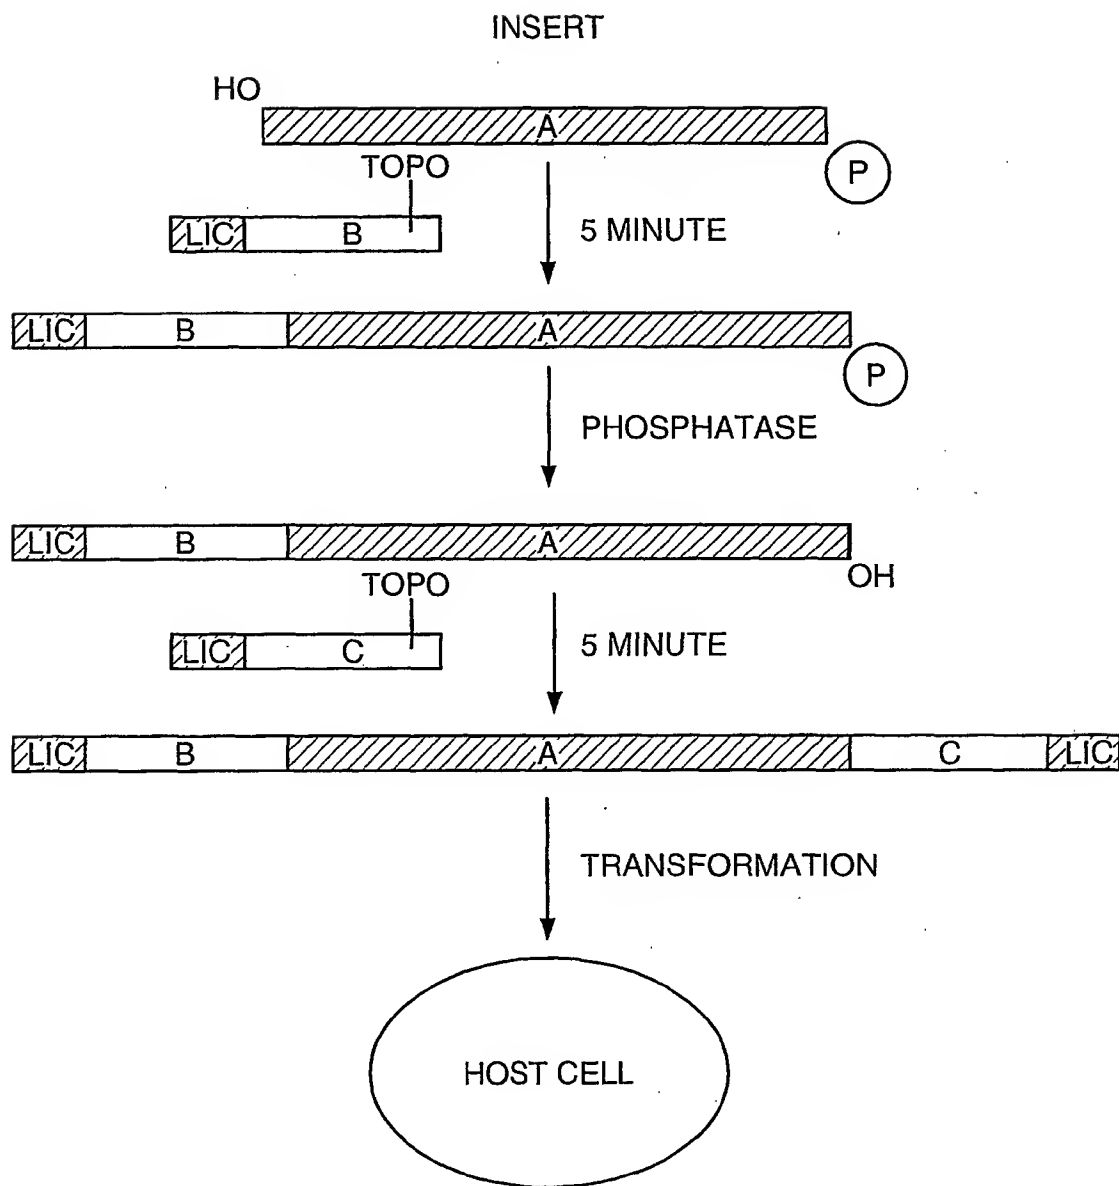 INSERT
HO
A
P
TOPO
LIC B
5 MINUTE
LIC B A
P
PHOSPHATASE
LIC B A
OH
TOPO
LIC C
5 MINUTE
LIC B A C LIC
TRANSFORMATION
HOST CELL